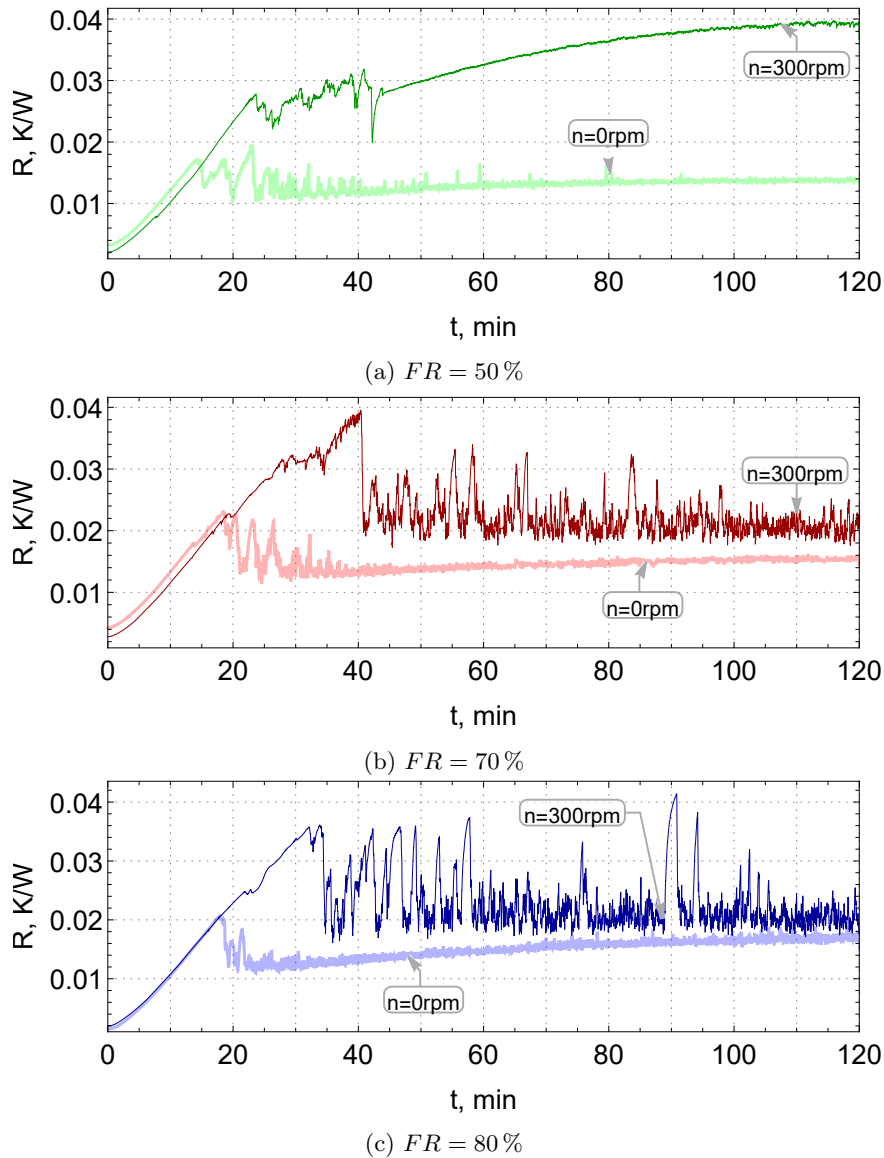 0.04
0.03
0.02
0.01
R, K/W
n=300rpm
n=0rpm
0 20 40 60 80 100 120
t, min
(a) FR = 50 %
0.04
0.03
0.02
0.01
R, K/W
n=300rpm
n=0rpm
0 20 40 60 80 100 120
t, min
(b) FR = 70 %
0.04
0.03
0.02
0.01
R, K/W
n=300rpm
n=0rpm
0 20 40 60 80 100 120
t, min
(c) FR = 80 %